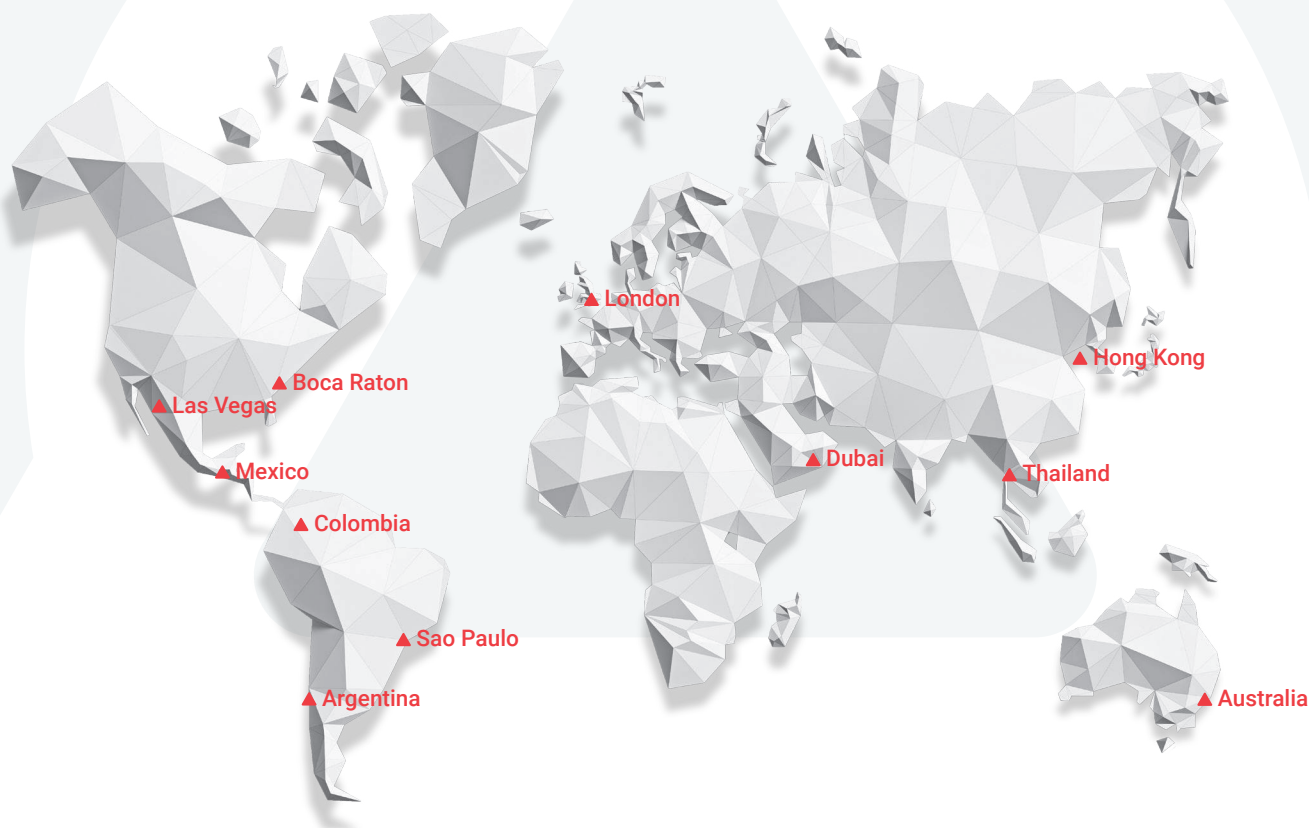 London
Hong Kong
Boca Raton
Las Vegas
Dubai
Mexico
Thailand
Colombia
Sao Paulo
Argentina
Australia